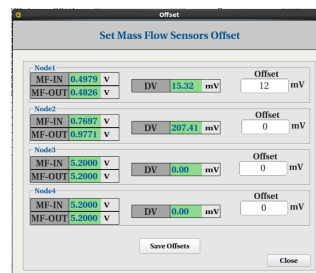 Offset
Set Mass Flow Sensors Offset
Node1
MF-IN 0.4979 V
MF-OUT 0.4826 V
DV 15.32 mV
Offset
12 mV
Node2
MF-IN 0.7697 V
MF-OUT 0.9771 V
DV 207.41 mV
Offset
0 mV
Node3
MF-IN 5.2000 V
MF-OUT 5.2000 V
DV 0.00 mV
Offset
0 mV
Node4
MF-IN 5.2000 V
MF-OUT 5.2000 V
DV 0.00 mV
Offset
0 mV
Save Offsets
Close